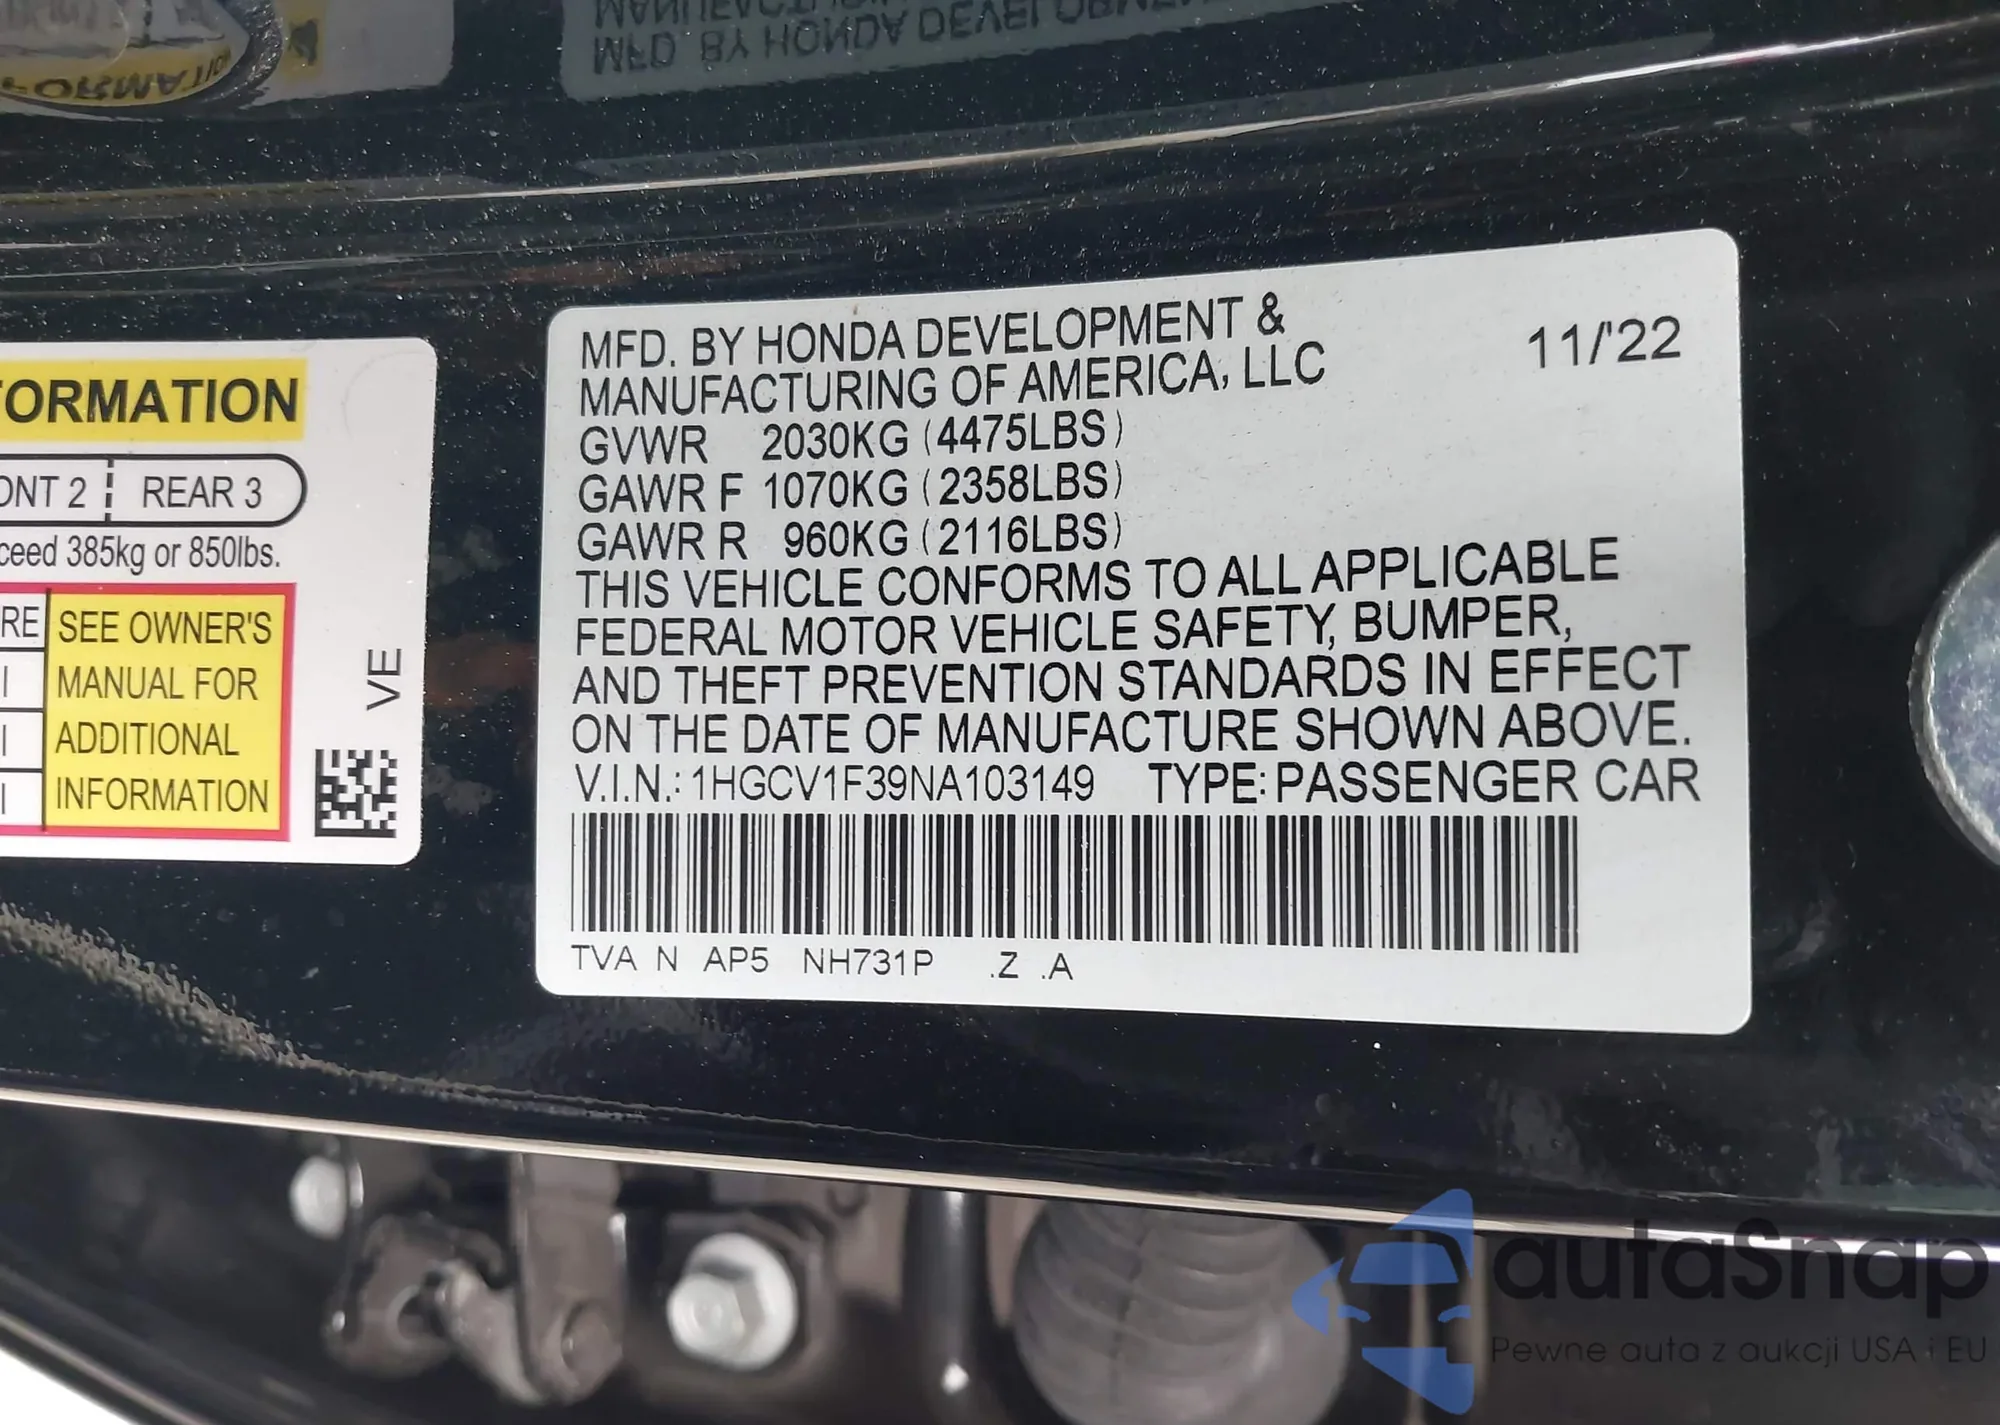 MANUFACTURING
MFD. BY HONDA DEVELOPMENT
FORMATION
ONT 2
REAR 3
ceed 385kg or 850lbs.
RE
SEE OWNER'S
MANUAL FOR
ADDITIONAL
INFORMATION
VE
MFD. BY HONDA DEVELOPMENT &
MANUFACTURING OF AMERICA, LLC
11/'22
GVWR 2030KG (4475LBS)
GAWR F 1070KG (2358LBS)
GAWR R 960KG (2116LBS)
THIS VEHICLE CONFORMS TO ALL APPLICABLE
FEDERAL MOTOR VEHICLE SAFETY, BUMPER,
AND THEFT PREVENTION STANDARDS IN EFFECT
ON THE DATE OF MANUFACTURE SHOWN ABOVE.
V.I.N.: 1HGCV1F39NA103149 TYPE: PASSENGER CAR
TVA N AP5 NH731P .Z .A
autaSnap
Pewne auta z aukcji USA i EU